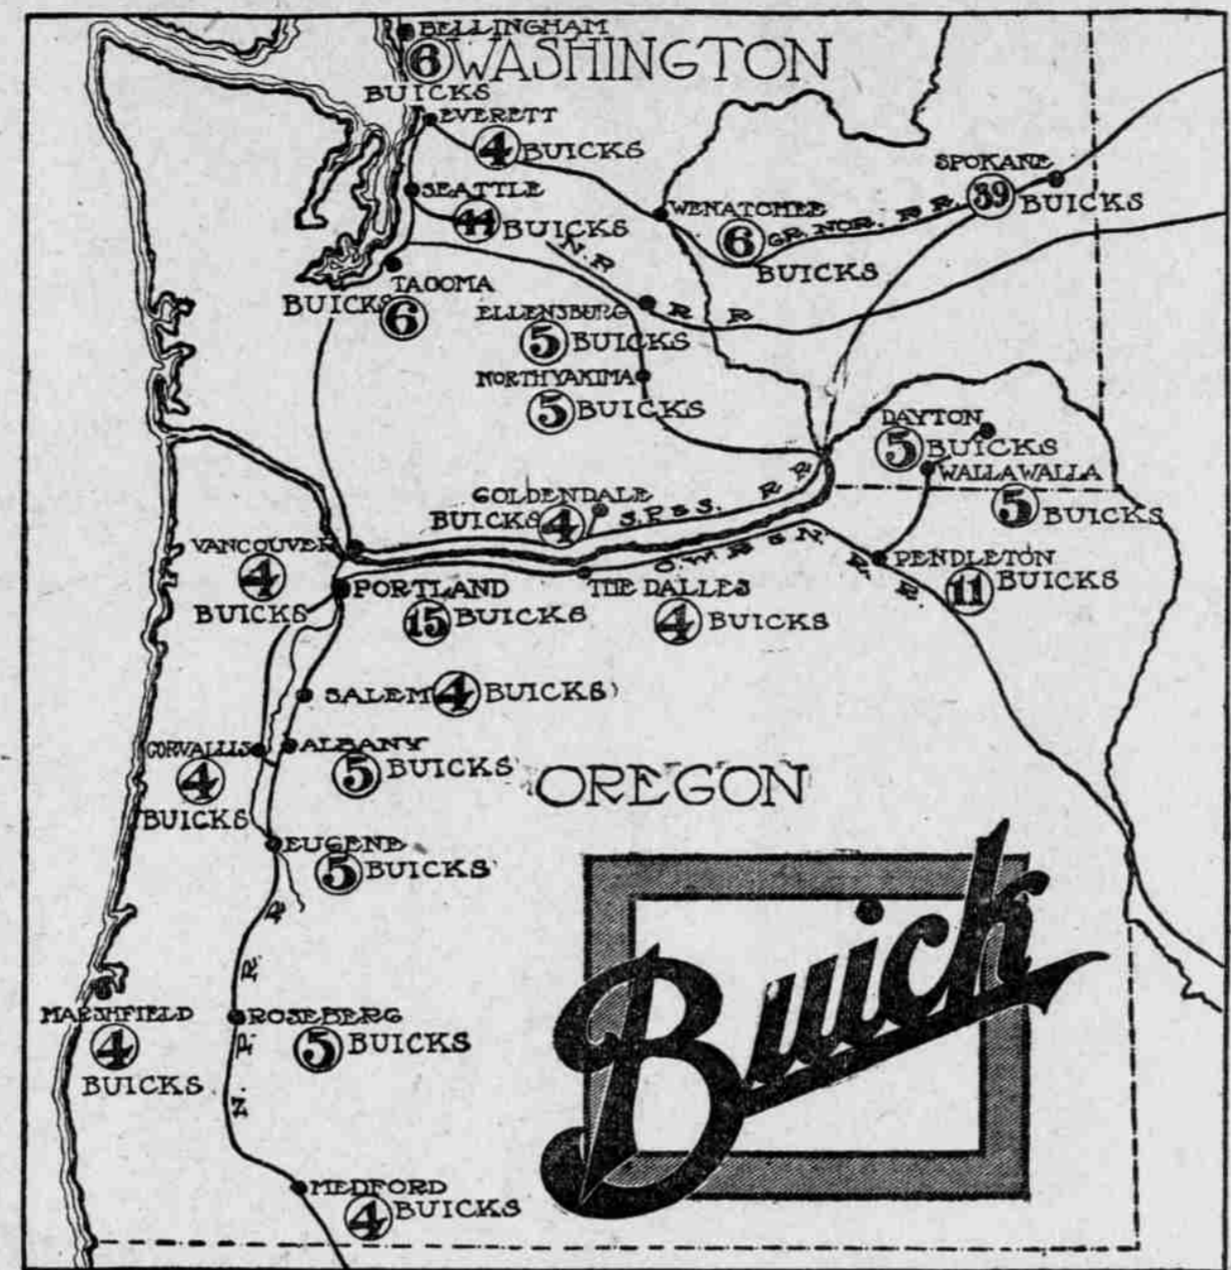 BELLINGHAM
6 WASHINGTON
BUICKS
EVERETT
4 BUICKS
SPOKANE
39 BUICKS
SEATTLE
44 BUICKS
WENATCHEE
6 BUICKS
GR. NOR. R R.
N. P. R R
TACOMA
BUICKS 6
ELLENSBURG
5 BUICKS
NORTH YAKIMA
5 BUICKS
DAYTON
5 BUICKS
WALLA WALLA
5 BUICKS
GOLDENDALE
BUICKS 4
S. P & S. R R
VANCOUVER
4
BUICKS
O. W. R & N. R R.
PENDLETON
11 BUICKS
PORTLAND
15 BUICKS
THE DALLES
4 BUICKS
SALEM 4 BUICKS
CORVALLIS
4
BUICKS
ALBANY
5 BUICKS
OREGON
EUGENE
5 BUICKS
Buick
MARSHFIELD
4
BUICKS
ROSEBERG
5 BUICKS
MEDFORD
4 BUICKS